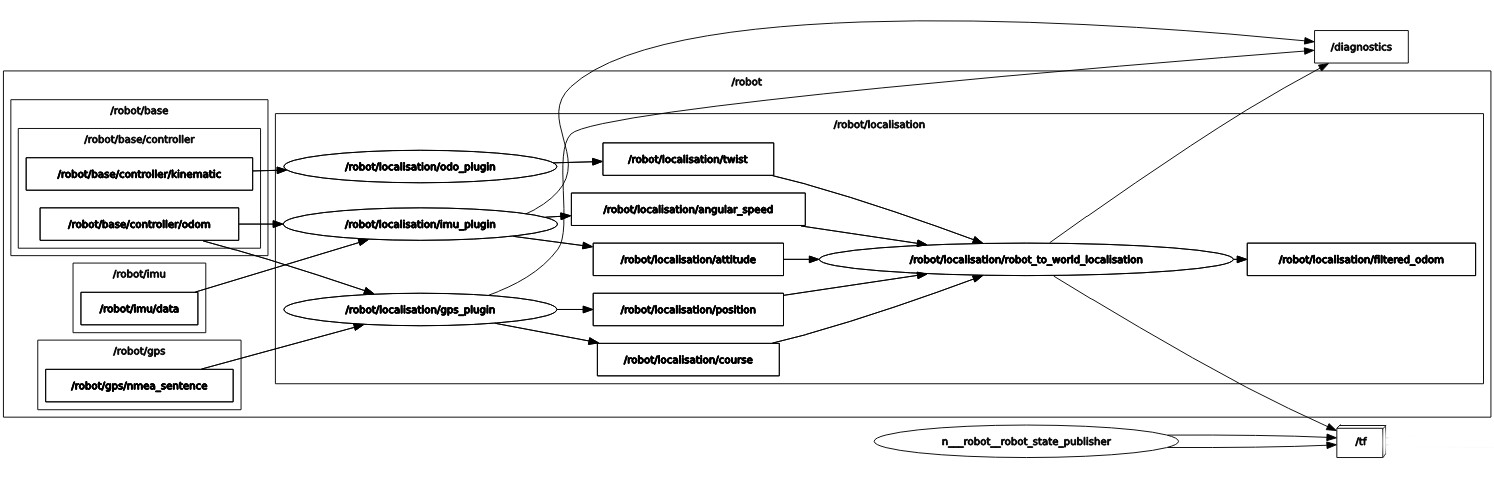 /diagnostics
/robot
/robot/base
/robot/localisation
/robot/base/controller
/robot/base/controller/kinematic
/robot/localisation/odo_plugin
/robot/localisation/twist
/robot/base/controller/odom
/robot/localisation/imu_plugin
/robot/localisation/angular_speed
/robot/localisation/attitude
/robot/localisation/robot_to_world_localisation
/robot/localisation/filtered_odom
/robot/imu
/robot/imu/data
/robot/localisation/gps_plugin
/robot/localisation/position
/robot/gps
/robot/localisation/course
/robot/gps/nmea_sentence
n___robot__robot_state_publisher
/tf